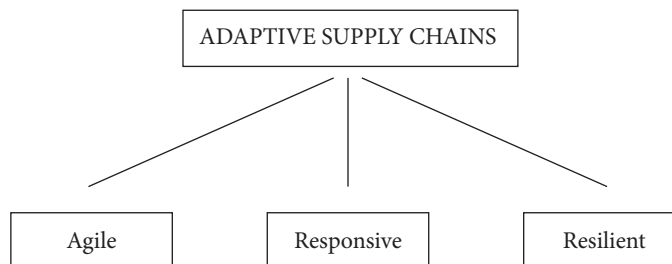 ADAPTIVE SUPPLY CHAINS
Agile
Responsive
Resilient